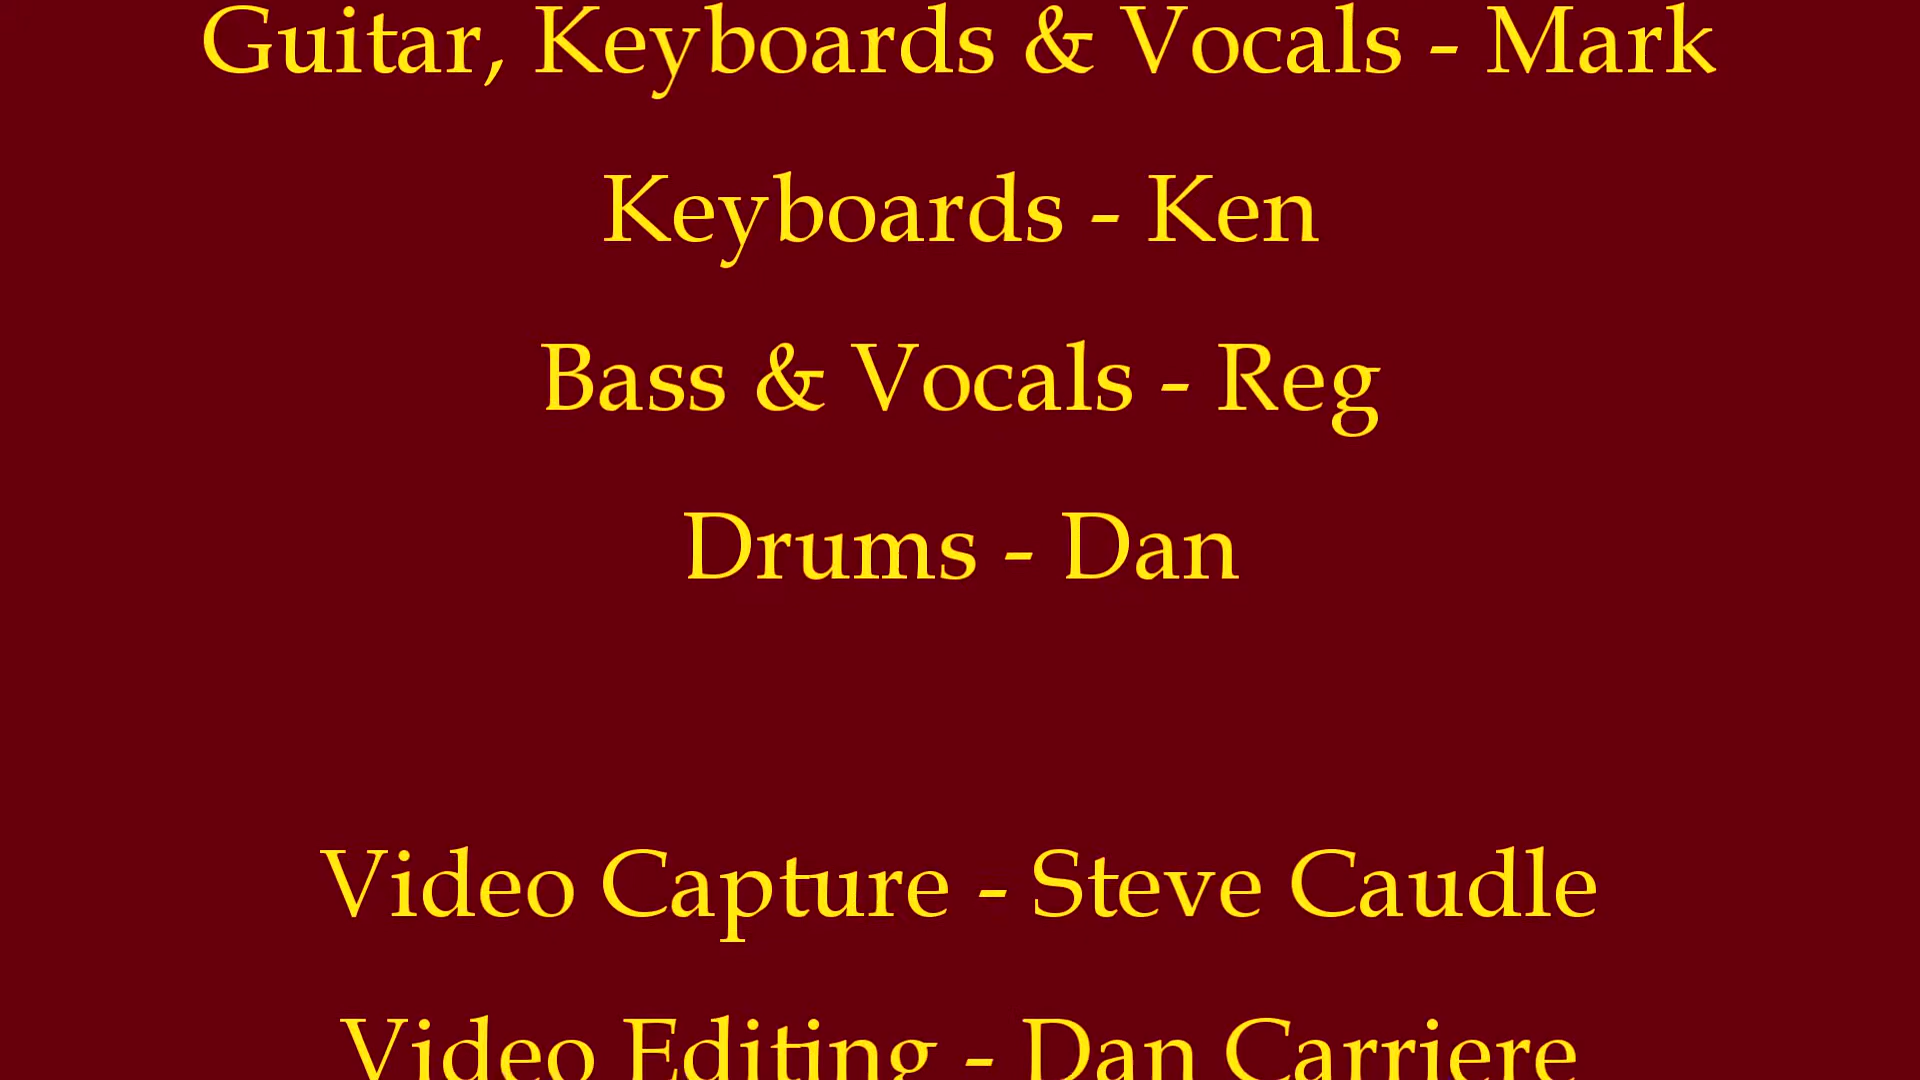 Guitar, Keyboards & Vocals - Mark
Keyboards - Ken
Bass & Vocals - Reg
Drums - Dan
Video Capture - Steve Caudle
Video Editing - Dan Carriere